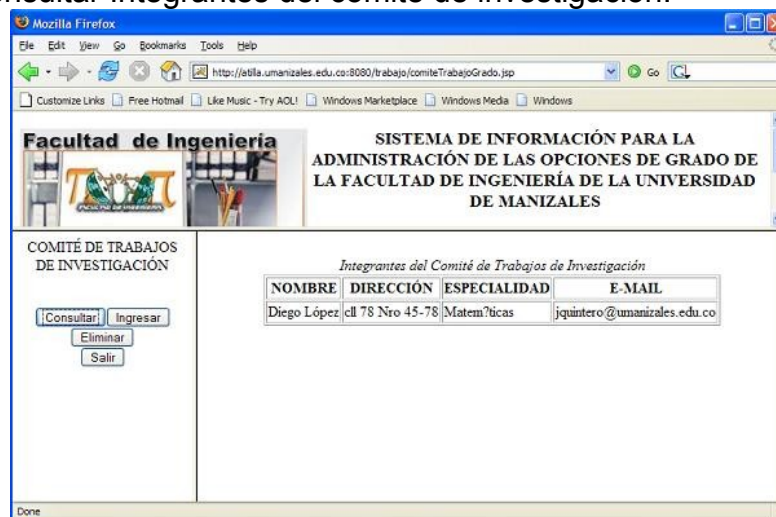 onsultar integrantes del comité de investigación.
Mozilla Firefox
File Edit View Go Bookmarks Tools Help
http://atila.umanizales.edu.co:8080/trabajo/comiteTrabajoGrado.jsp Go
Customize Links Free Hotmail Like Music - Try AOL! Windows Marketplace Windows Media Windows
Facultad de Ingeniería
SISTEMA DE INFORMACIÓN PARA LA
ADMINISTRACIÓN DE LAS OPCIONES DE GRADO DE
LA FACULTAD DE INGENIERÍA DE LA UNIVERSIDAD
DE MANIZALES
COMITÉ DE TRABAJOS
DE INVESTIGACIÓN
Consultar Ingresar
Eliminar
Salir
Integrantes del Comité de Trabajos de Investigación
NOMBRE DIRECCIÓN ESPECIALIDAD E-MAIL
Diego López cll 78 Nro 45-78 Matem?ticas jquintero@umanizales.edu.co
Done